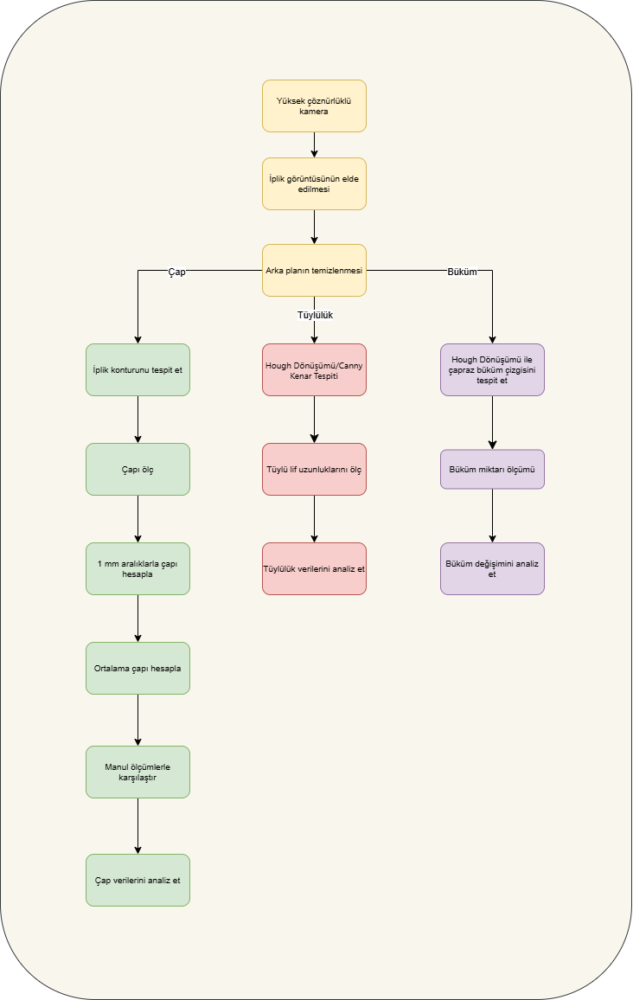 Yüksek çöznürlüklü
kamera
İplik görüntüsünün elde
edilmesi
Arka planın temizlenmesi
Çap
Tüylülük
Büküm
İplik konturunu tespit et
Çapı ölç
1 mm aralıklarla çapı
hesapla
Ortalama çapı hesapla
Manul ölçümlerle
karşılaştır
Çap verilerini analiz et
Hough Dönüşümü/Canny
Kenar Tespiti
Tüylü lif uzunluklarını ölç
Tüylülük verilerini analiz et
Hough Dönüşümü ile
çapraz büküm çizgisini
tespit et
Büküm miktarı ölçümü
Büküm değişimini analiz
et